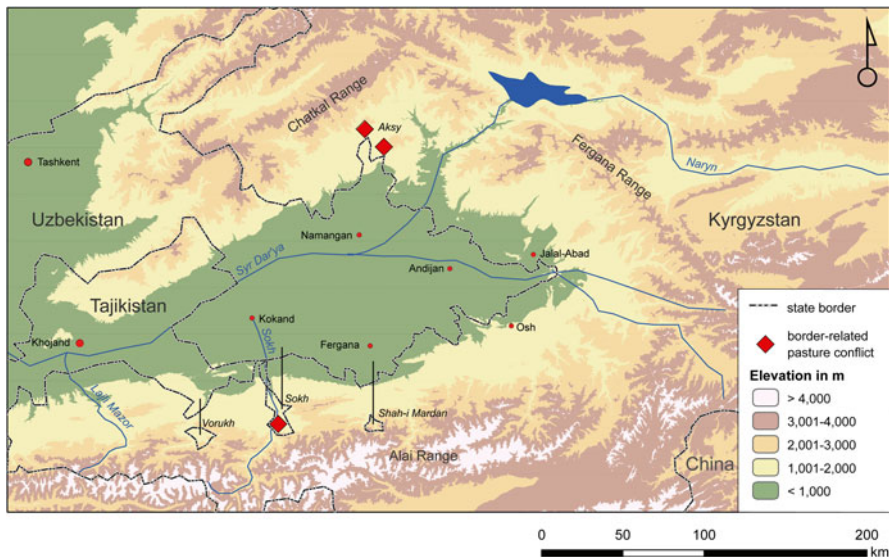 Chatkal Range
Aksy
Tashkent
Fergana Range
Naryn
Uzbekistan
Kyrgyzstan
Namangan
Syr Dar'ya
Jalal-Abad
Andijan
Tajikistan
Kokand
Osh
Khojand
Sokh
Fergana
Lajli Mazor
Sokh
Vorukh
Shah-i Mardan
Alai Range
China
state border
border-related
pasture conflict
Elevation in m
> 4,000
3,001-4,000
2,001-3,000
1,001-2,000
< 1,000
0 50 100 200
km